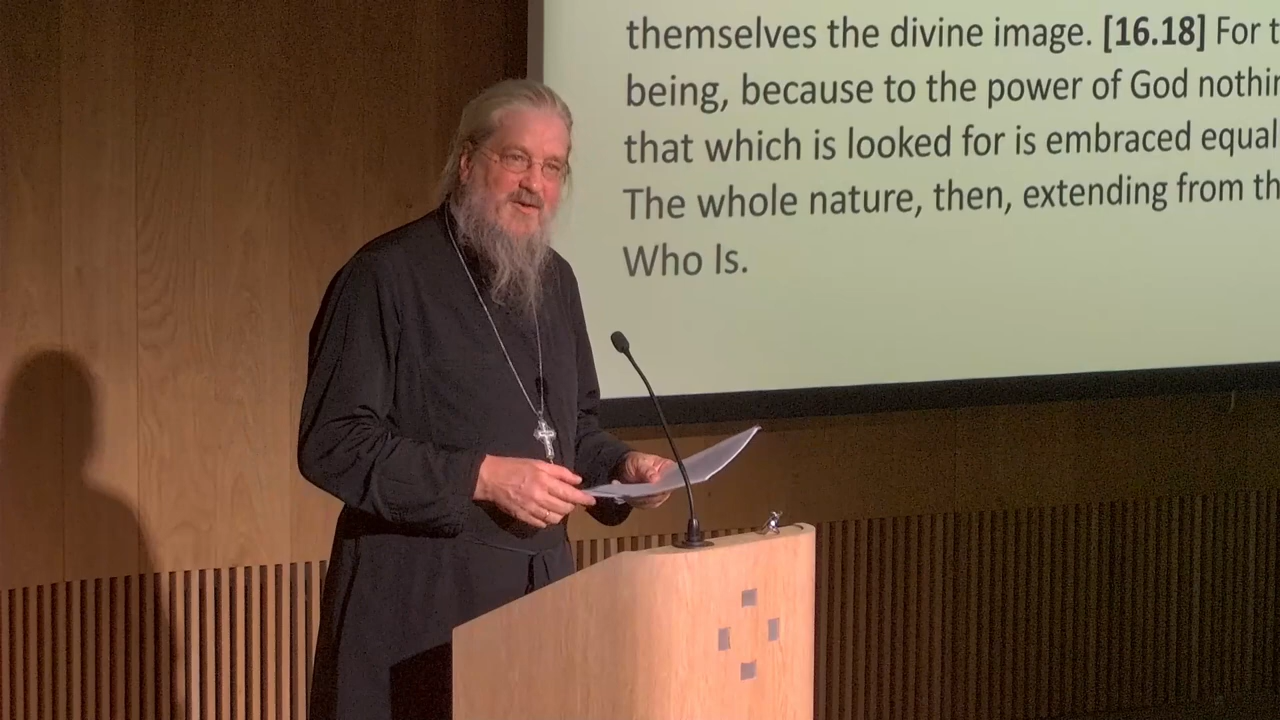 themselves the divine image. [16.18] For t
being, because to the power of God nothin
that which is looked for is embraced equal
The whole nature, then, extending from th
Who Is.